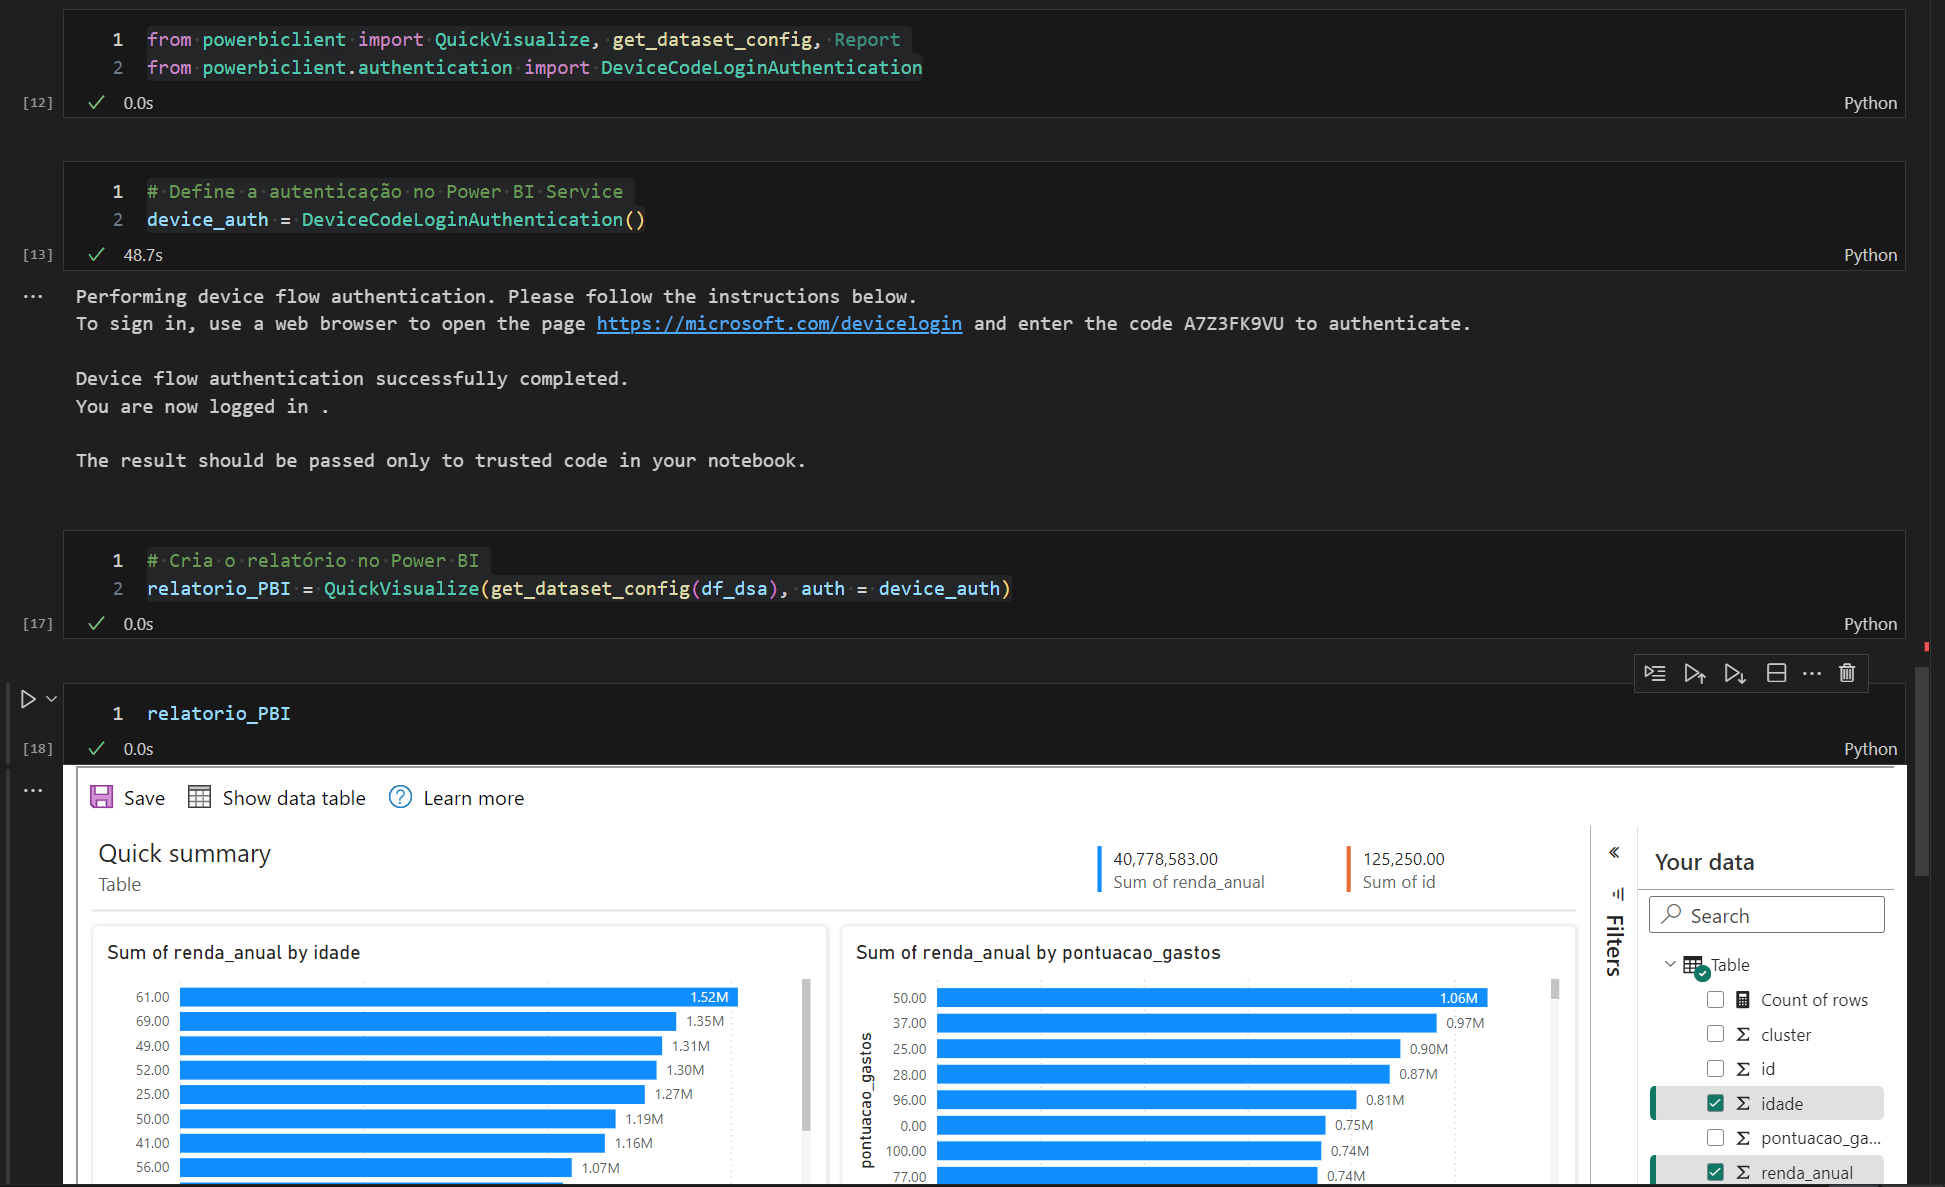 1 from powerbiclient import QuickVisualize, get_dataset_config, Report
2 from powerbiclient.authentication import DeviceCodeLoginAuthentication
[12] 0.0s Python
1 # Define a autenticação no Power BI Service
2 device_auth = DeviceCodeLoginAuthentication()
[13] 48.7s Python
Performing device flow authentication. Please follow the instructions below.
To sign in, use a web browser to open the page https://microsoft.com/devicelogin and enter the code A7Z3FK9VU to authenticate.
Device flow authentication successfully completed.
You are now logged in .
The result should be passed only to trusted code in your notebook.
1 # Cria o relatório no Power BI
2 relatorio_PBI = QuickVisualize(get_dataset_config(df_dsa), auth = device_auth)
[17] 0.0s Python
1 relatorio_PBI
[18] 0.0s Python
Save Show data table Learn more
Quick summary
Table
40,778,583.00
Sum of renda_anual
125,250.00
Sum of id
Sum of renda_anual by idade
61.00 1.52M
69.00 1.35M
49.00 1.31M
52.00 1.30M
25.00 1.27M
50.00 1.19M
41.00 1.16M
56.00 1.07M
Sum of renda_anual by pontuacao_gastos
pontuacao_gastos
50.00 1.06M
37.00 0.97M
25.00 0.90M
28.00 0.87M
96.00 0.81M
0.00 0.75M
100.00 0.74M
77.00 0.74M
Filters
Your data
Search
Table
Count of rows
cluster
id
idade
pontuacao_ga...
renda_anual